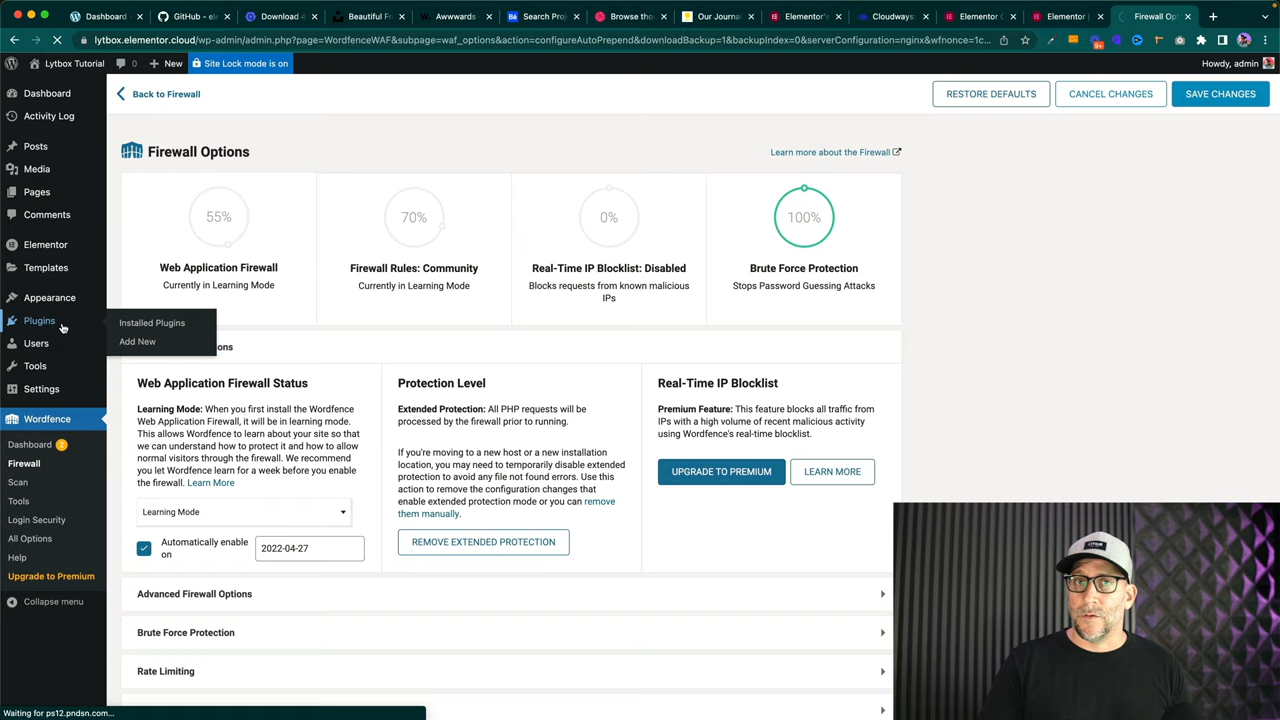 Dashboard
GitHub - ele
Download 4
Beautiful Fr
Awwwards
Search Proj
Browse thou
Our Journal
Elementor's
Cloudways:
Elementor C
Elementor |
Firewall Opt
lytbox.elementor.cloud/wp-admin/admin.php?page=WordfenceWAF&subpage=waf_options&action=configureAutoPrepend&downloadBackup=1&backupIndex=0&serverConfiguration=nginx&wfnonce=1c...
Lytbox Tutorial
0
New
Site Lock mode is on
Howdy, admin
Dashboard
Activity Log
Posts
Media
Pages
Comments
Elementor
Templates
Appearance
Plugins
Installed Plugins
Add New
Users
Tools
Settings
Wordfence
Dashboard 2
Firewall
Scan
Tools
Login Security
All Options
Help
Upgrade to Premium
Collapse menu
Back to Firewall
RESTORE DEFAULTS
CANCEL CHANGES
SAVE CHANGES
Firewall Options
Learn more about the Firewall
55%
Web Application Firewall
Currently in Learning Mode
70%
Firewall Rules: Community
Currently in Learning Mode
0%
Real-Time IP Blocklist: Disabled
Blocks requests from known malicious
IPs
100%
Brute Force Protection
Stops Password Guessing Attacks
ons
Web Application Firewall Status
Learning Mode: When you first install the Wordfence
Web Application Firewall, it will be in learning mode.
This allows Wordfence to learn about your site so that
we can understand how to protect it and how to allow
normal visitors through the firewall. We recommend
you let Wordfence learn for a week before you enable
the firewall. Learn More
Learning Mode
Automatically enable
on
2022-04-27
Protection Level
Extended Protection: All PHP requests will be
processed by the firewall prior to running.
If you're moving to a new host or a new installation
location, you may need to temporarily disable extended
protection to avoid any file not found errors. Use this
action to remove the configuration changes that
enable extended protection mode or you can remove
them manually.
REMOVE EXTENDED PROTECTION
Real-Time IP Blocklist
Premium Feature: This feature blocks all traffic from
IPs with a high volume of recent malicious activity
using Wordfence's real-time blocklist.
UPGRADE TO PREMIUM
LEARN MORE
Advanced Firewall Options
Brute Force Protection
Rate Limiting
Waiting for ps12.pndsn.com...